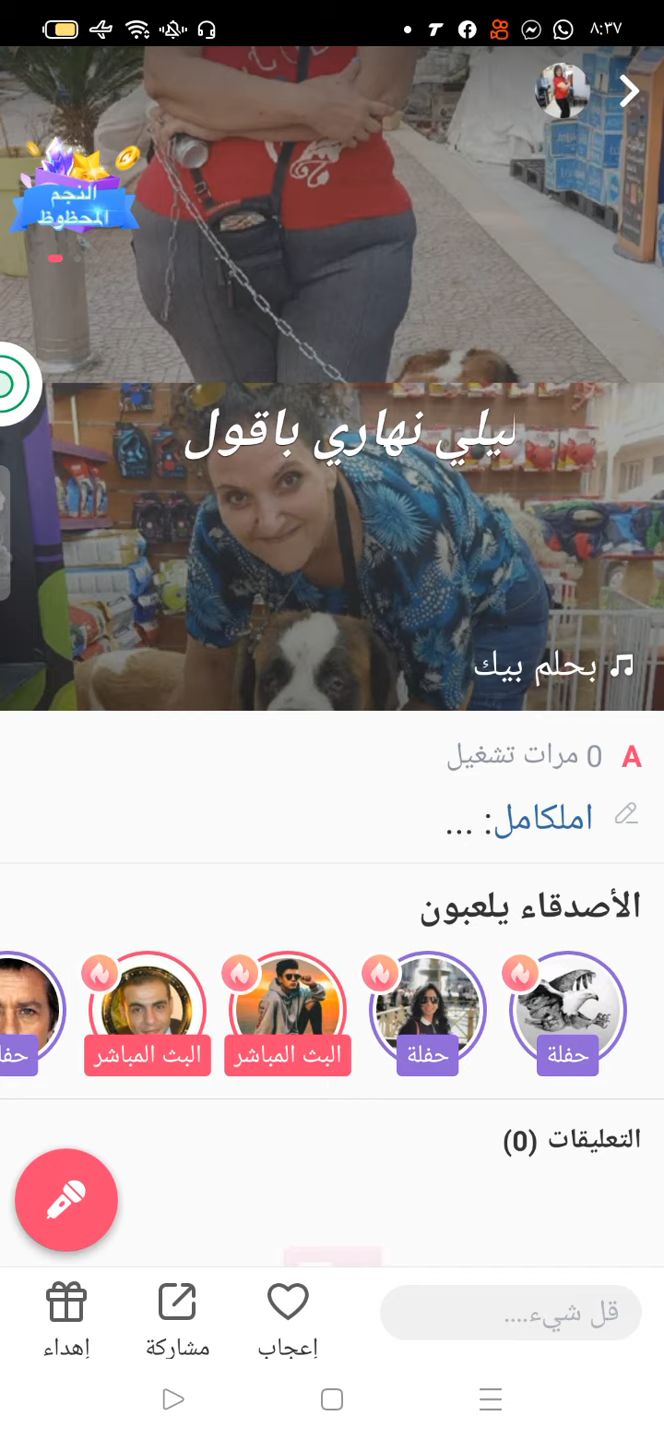 ٨:٣٧
النجم
المحظوظ
ليلي نهاري باقول
بحلم بيك
A 0 مرات تشغيل
املكامل: ...
الأصدقاء يلعبون
حفلة
حفلة
البث المباشر
البث المباشر
التعليقات (0)
قل شيء....
إعجاب
مشاركة
إهداء